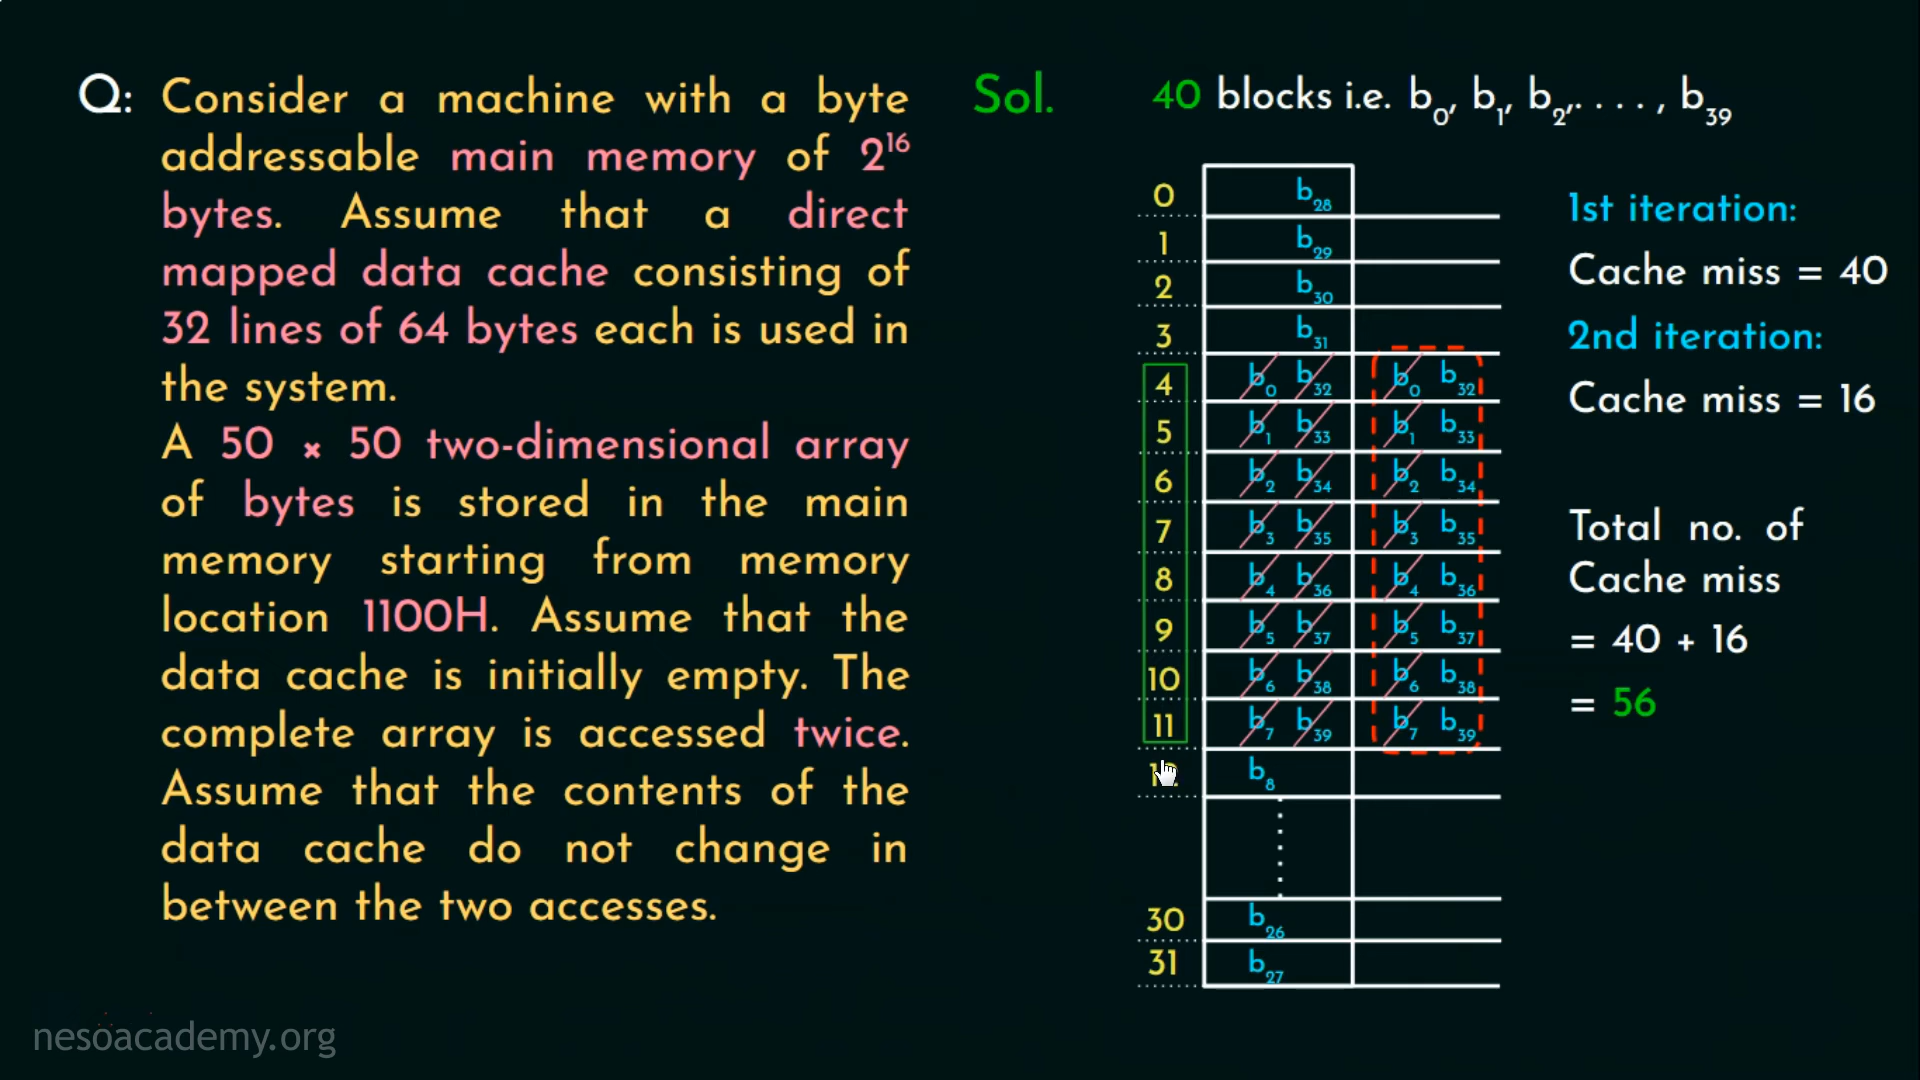 Q: Consider a machine with a byte
addressable main memory of 2¹⁶
bytes. Assume that a direct
mapped data cache consisting of
32 lines of 64 bytes each is used in
the system.
A 50 × 50 two-dimensional array
of bytes is stored in the main
memory starting from memory
location 1100H. Assume that the
data cache is initially empty. The
complete array is accessed twice.
Assume that the contents of the
data cache do not change in
between the two accesses.
Sol. 40 blocks i.e. b₀, b₁, b₂,. . . . , b₃₉
0 b₂₈
1 b₂₉
2 b₃₀
3 b₃₁
4 b₀ b₃₂ b₀ b₃₂
5 b₁ b₃₃ b₁ b₃₃
6 b₂ b₃₄ b₂ b₃₄
7 b₃ b₃₅ b₃ b₃₅
8 b₄ b₃₆ b₄ b₃₆
9 b₅ b₃₇ b₅ b₃₇
10 b₆ b₃₈ b₆ b₃₈
11 b₇ b₃₉ b₇ b₃₉
b₈
30 b₂₆
31 b₂₇
1st iteration:
Cache miss = 40
2nd iteration:
Cache miss = 16
Total no. of
Cache miss
= 40 + 16
= 56
nesoacademy.org